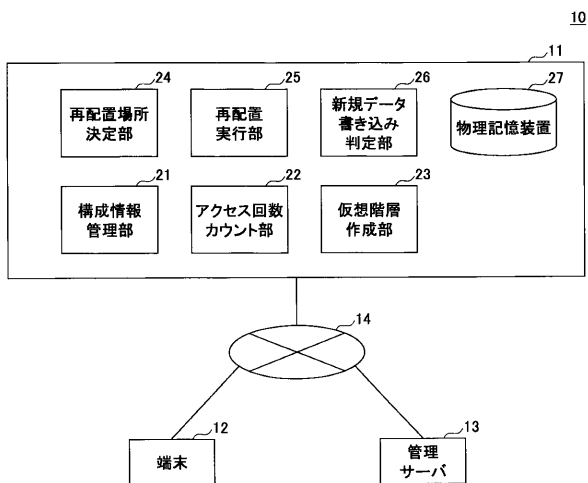 10
11
24
再配置場所
決定部
25
再配置
実行部
26
新規データ
書き込み
判定部
27
物理記憶装置
21
構成情報
管理部
22
アクセス回数
カウント部
23
仮想階層
作成部
14
12
端末
13
管理
サーバ